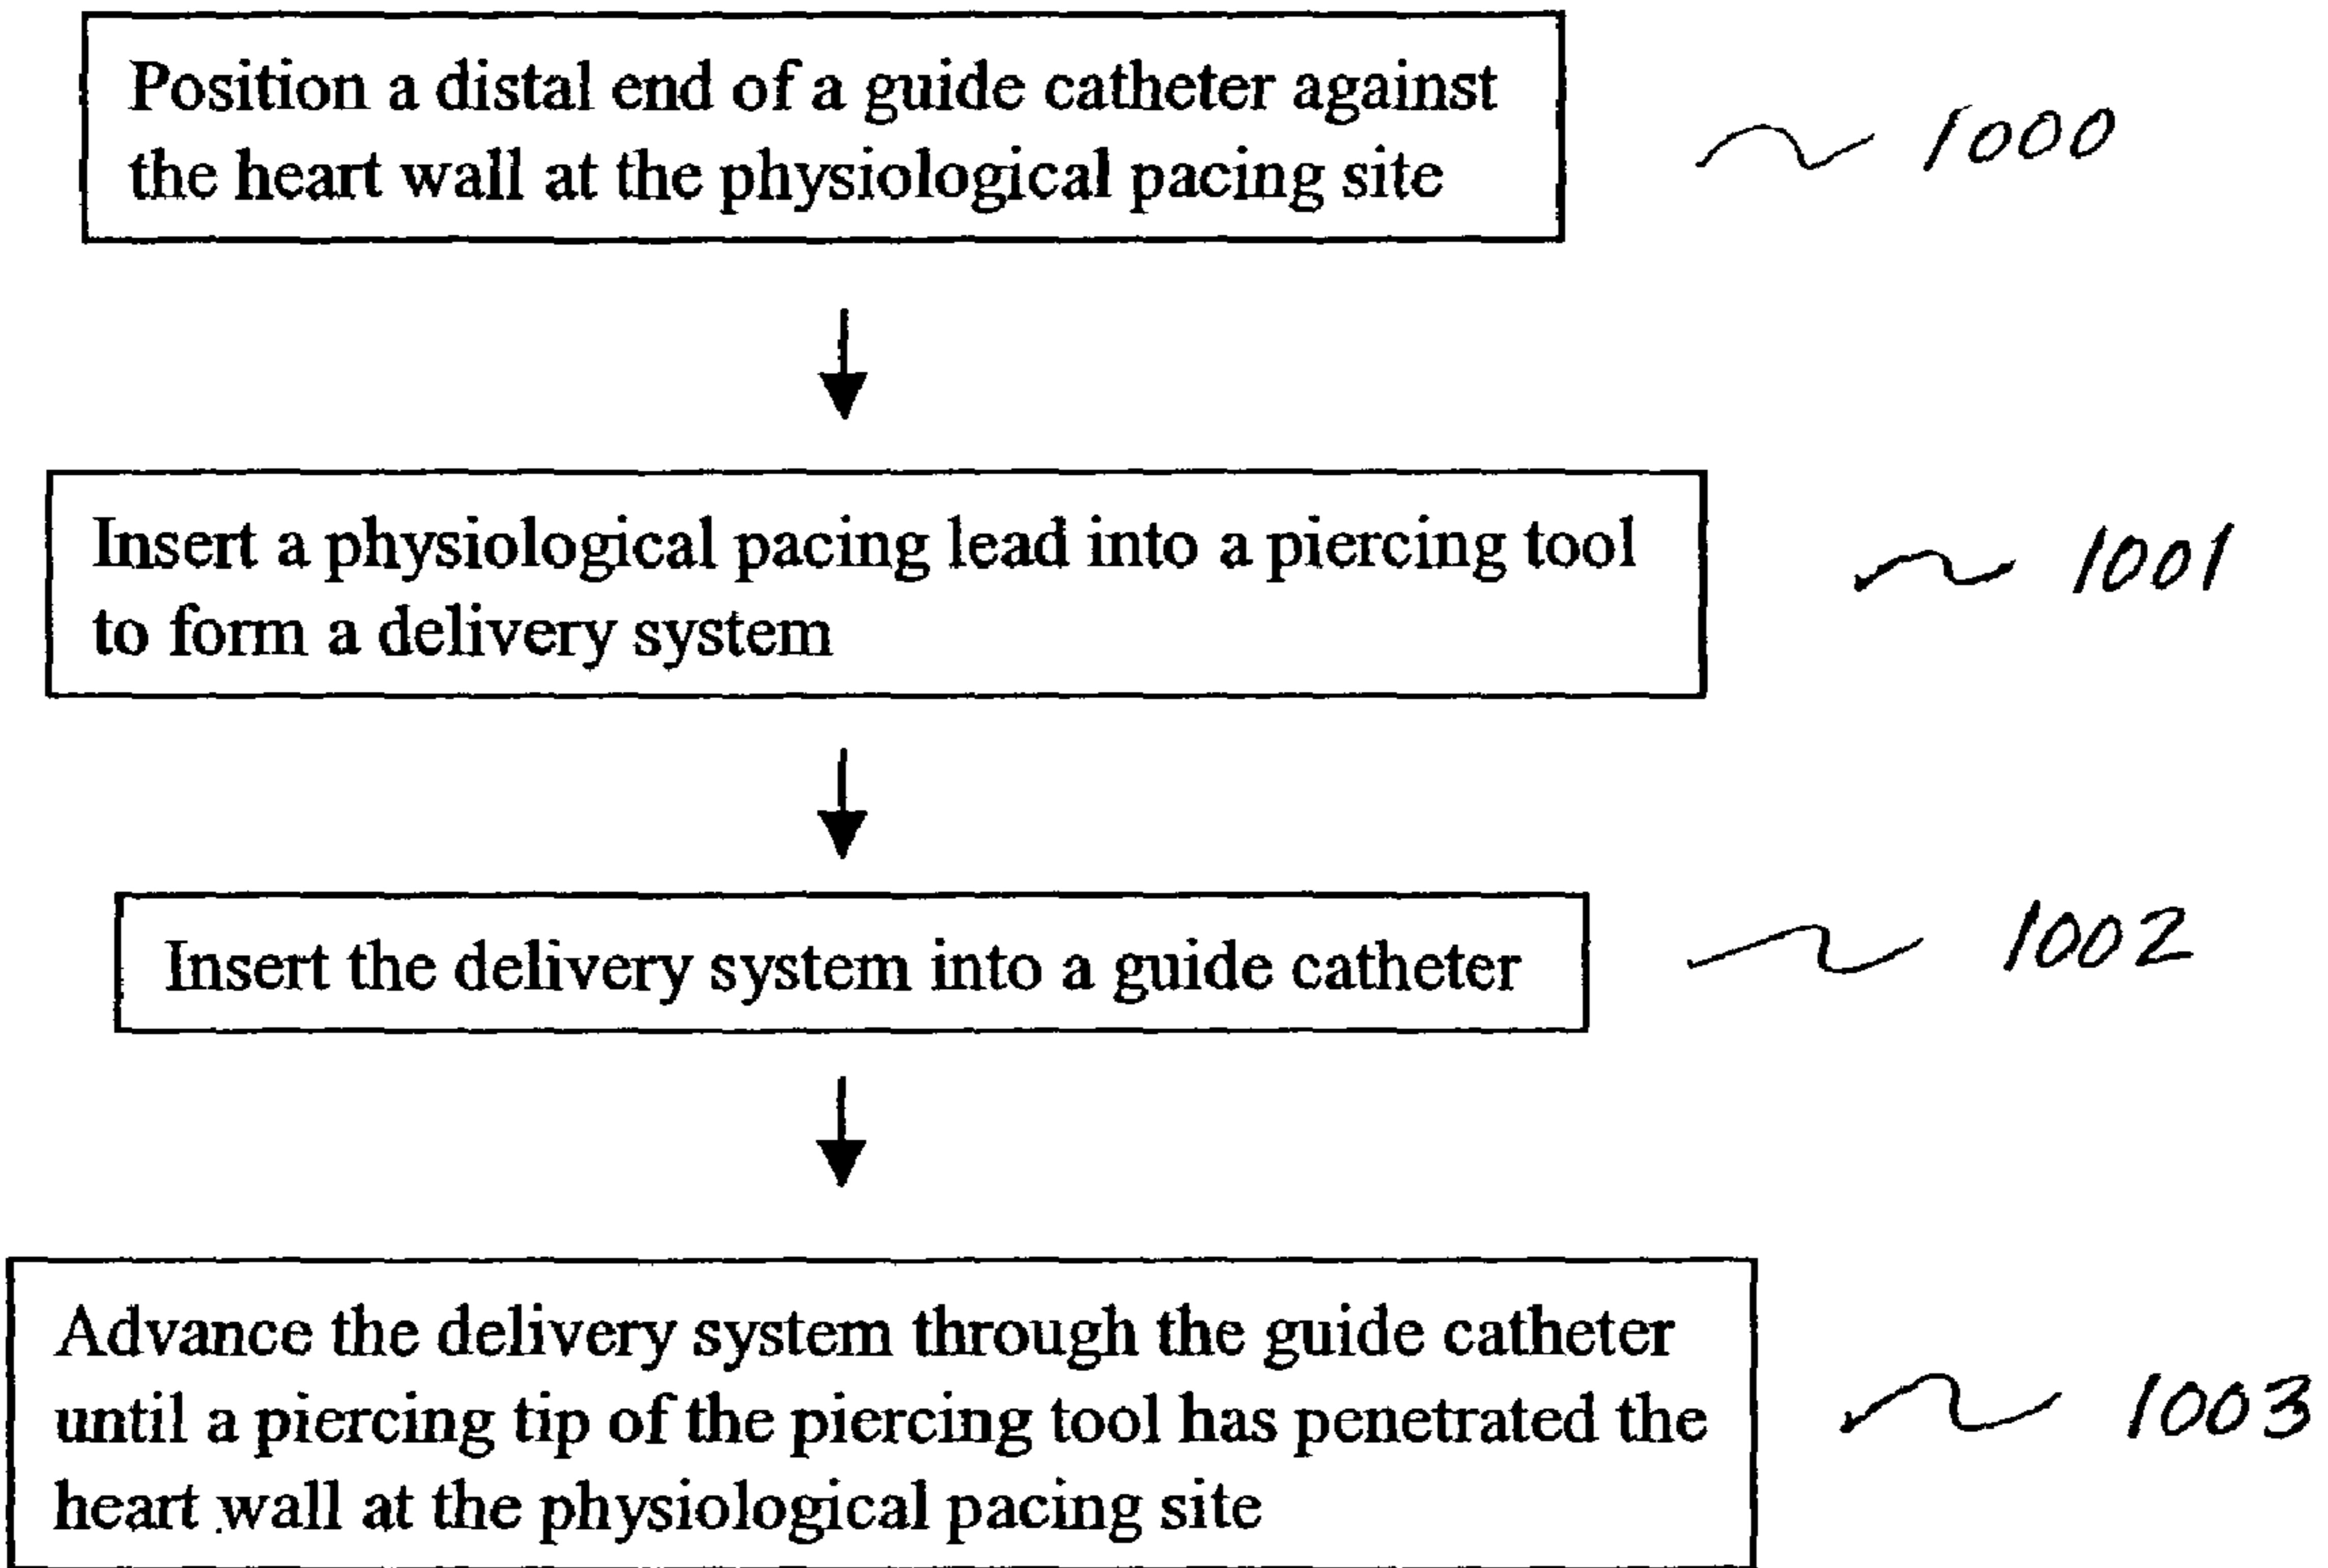 Position a distal end of a guide catheter against
the heart wall at the physiological pacing site
1000
Insert a physiological pacing lead into a piercing tool
to form a delivery system
1001
Insert the delivery system into a guide catheter
1002
Advance the delivery system through the guide catheter
until a piercing tip of the piercing tool has penetrated the
heart wall at the physiological pacing site
1003